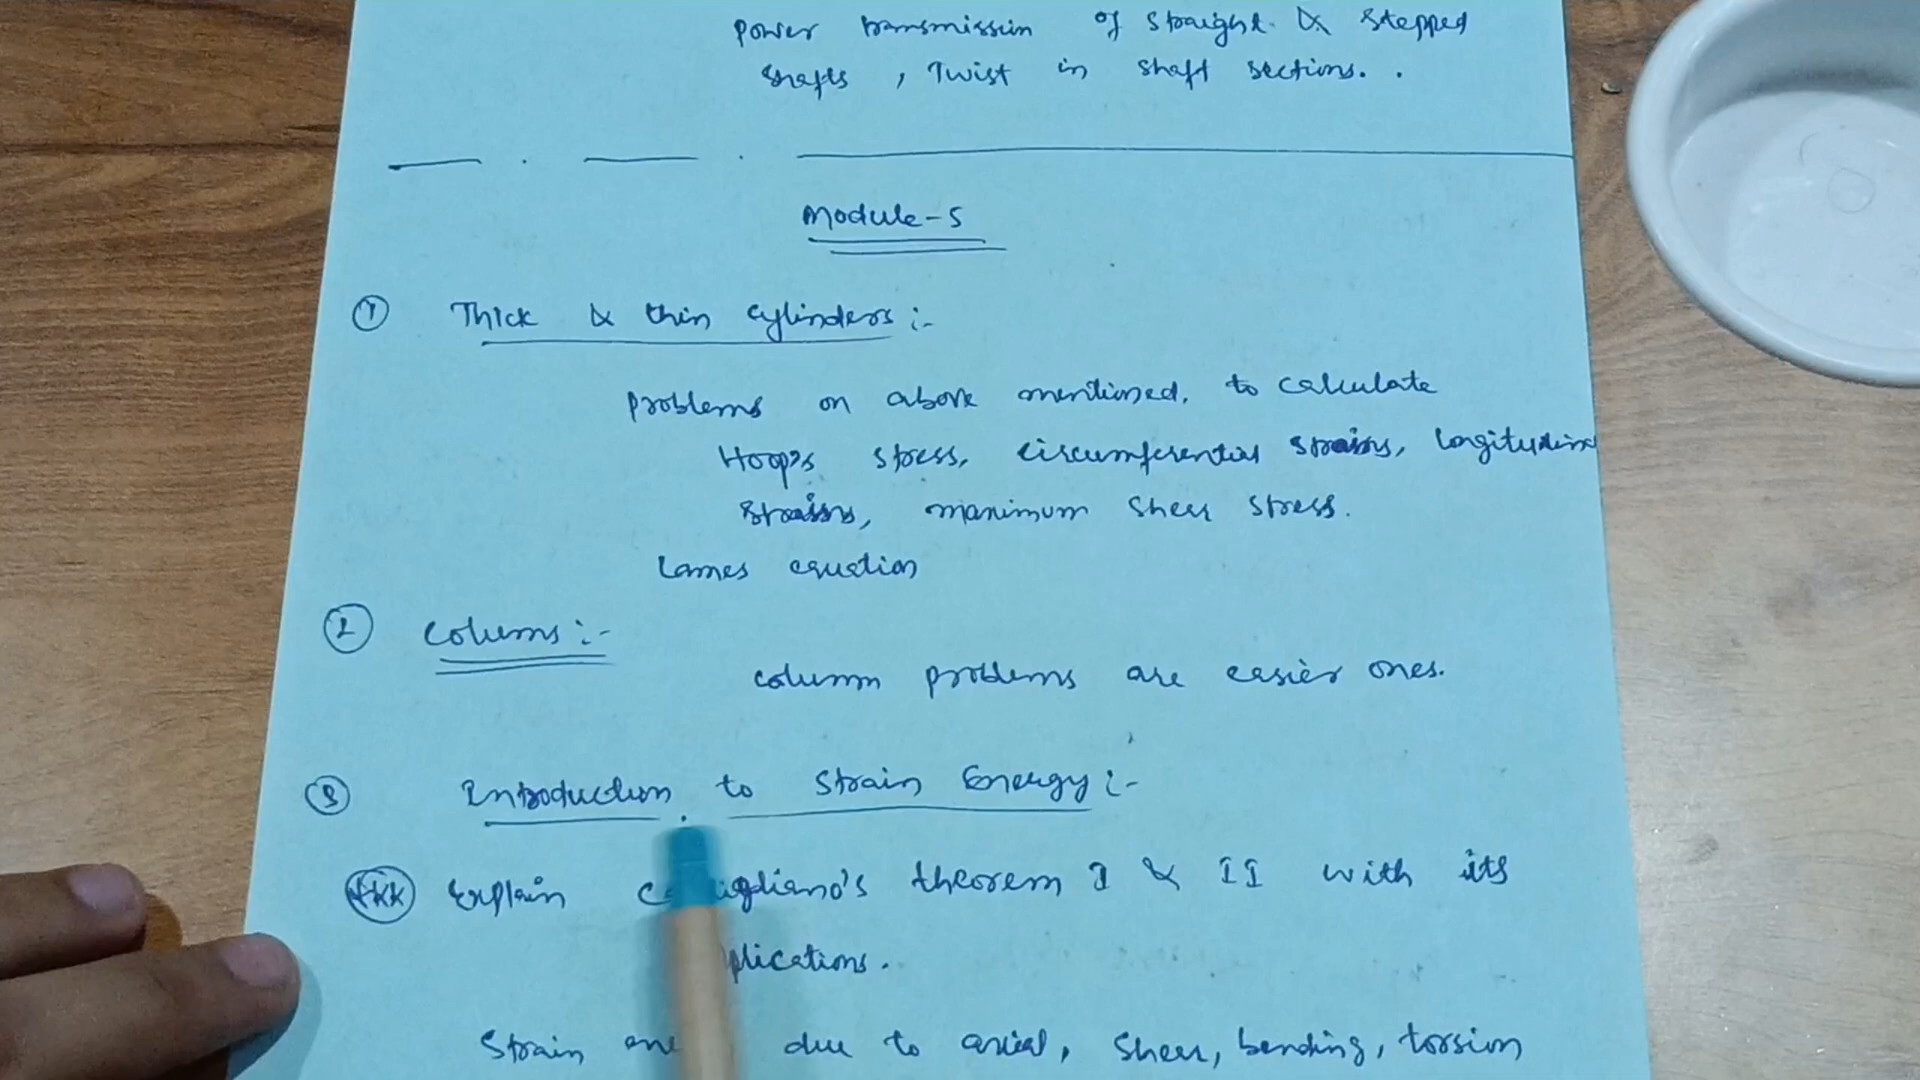 Power transmission of straight & stepped
shafts, Twist in shaft sections..
Module-5
① Thick & thin cylinders:-
Problems on above mentioned, to calculate
Hoop's stress, circumferential strains, longitudinal
strains, maximum shear stress.
Lames equation
② Columns:-
column problems are easier ones.
③ Introduction to Strain Energy:-
Explain theorem I & II with its
Strain due to axial, shear, bending, torsion